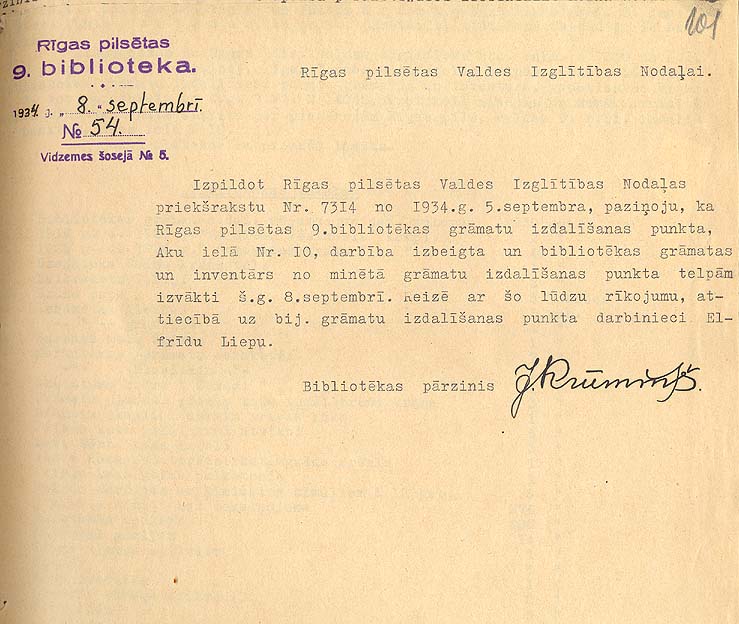 101
Rīgas pilsētas
9. biblioteka.
1934. g. „ 8. “ septembrī
№ 54.
Vidzemes šosejā № 5.
Rīgas pilsētas Valdes Izglītības Nodaļai.
Izpildot Rīgas pilsētas Valdes Izglītības Nodaļas
priekšrakstu Nr. 73I4 no I934.g. 5.septembra, paziņoju, ka
Rīgas pilsētas 9.bibliotēkas grāmatu izdalīšanas punkta,
Aku ielā Nr. IO, darbība izbeigta un bibliotēkas grāmatas
un inventārs no minētā grāmatu izdalīšanas punkta telpām
izvākti š.g. 8.septembrī. Reizē ar šo lūdzu rīkojumu, at-
tiecībā uz bij. grāmatu izdalīšanas punkta darbinieci El-
frīdu Liepu.
Bibliotēkas pārzinis J. Krūmiņš.